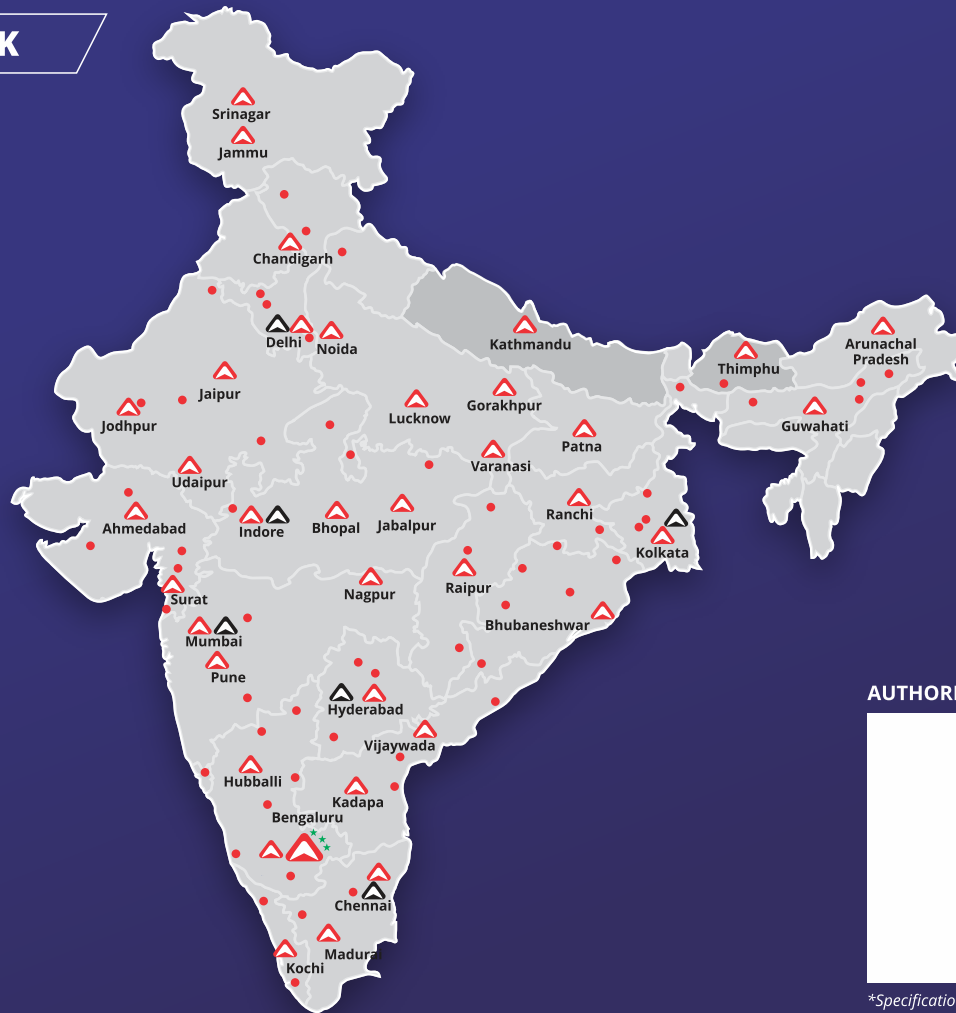 K
Srinagar
Jammu
Chandigarh
Delhi
Noida
Kathmandu
Thimphu
Arunachal
Pradesh
Jaipur
Jodhpur
Lucknow
Gorakhpur
Guwahati
Patna
Varanasi
Udaipur
Ahmedabad
Indore
Bhopal
Jabalpur
Ranchi
Kolkata
Surat
Nagpur
Raipur
Bhubaneshwar
Mumbai
Pune
Hyderabad
AUTHORI
Vijaywada
Hubballi
Kadapa
Bengaluru
Chennai
Madurai
Kochi
*Specificatio